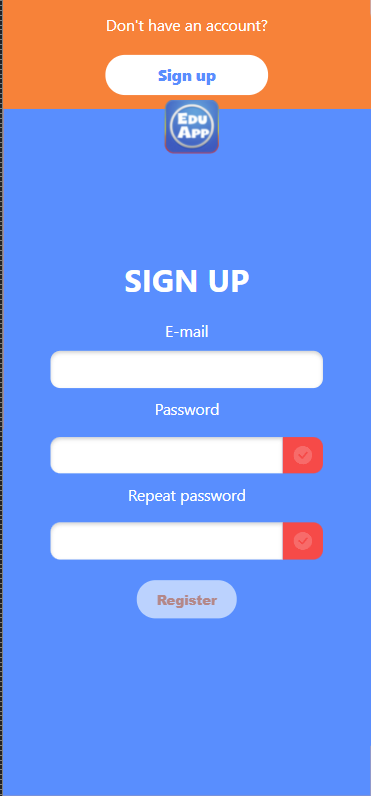 Don't have an account?
Sign up
EDU
APP
SIGN UP
E-mail
Password
Repeat password
Register